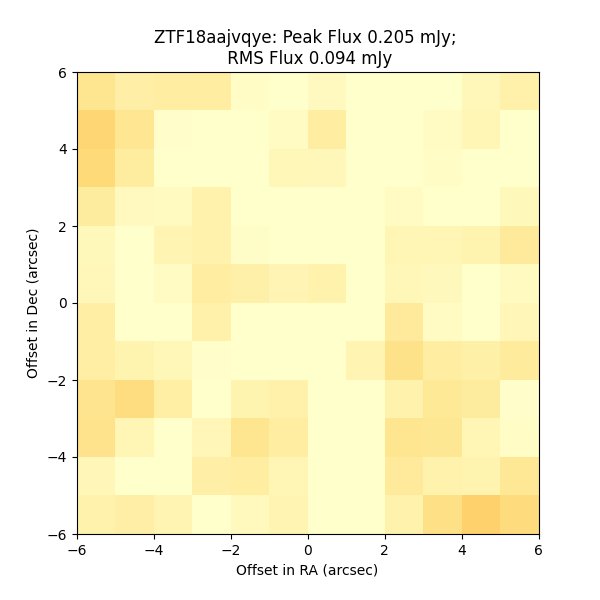 ZTF18aajvqye: Peak Flux 0.205 mJy;
RMS Flux 0.094 mJy
6
4
2
0
−2
−4
−6
Offset in Dec (arcsec)
−6 −4 −2 0 2 4 6
Offset in RA (arcsec)